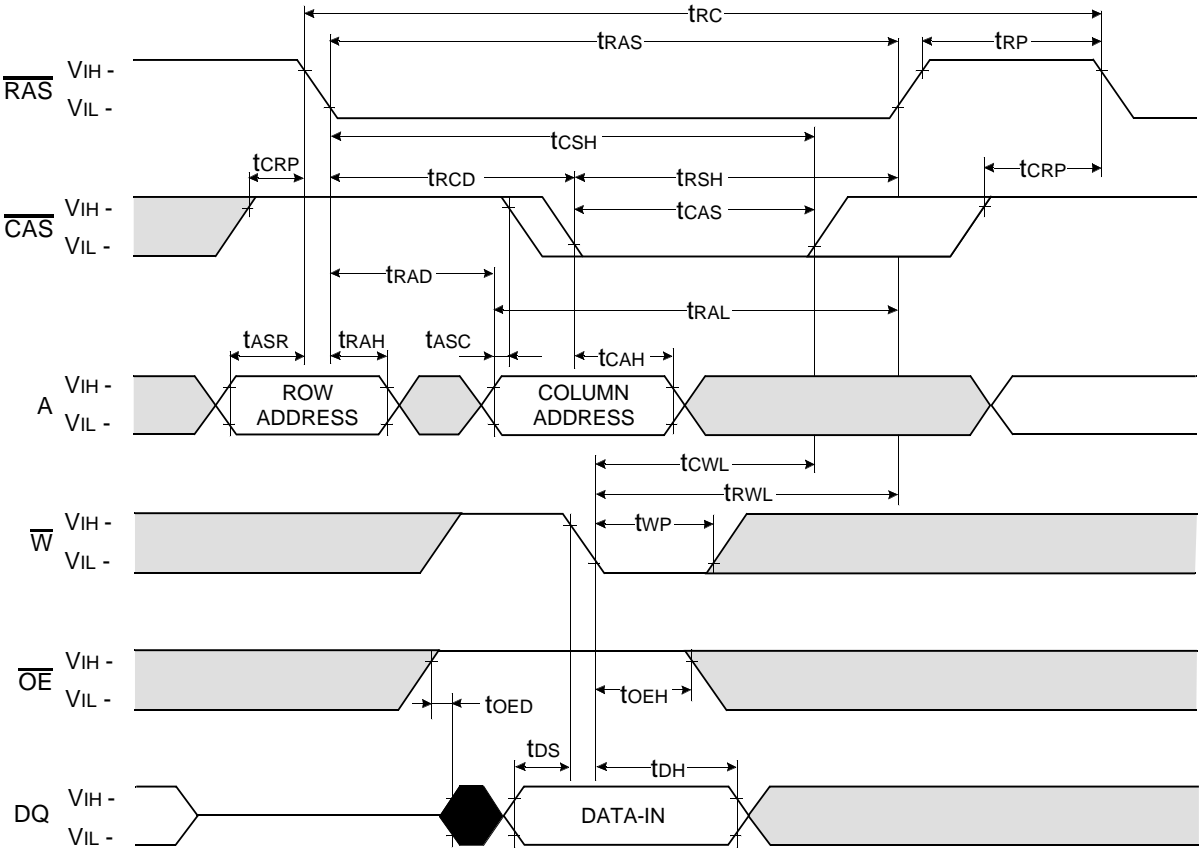 tRC
tRAS
tRP
RAS
VIH -
VIL -
tCSH
tCRP
tRCD
tRSH
tCRP
CAS
VIH -
VIL -
tCAS
tRAD
tRAL
tASR
tRAH
tASC
tCAH
A
VIH -
VIL -
ROW
ADDRESS
COLUMN
ADDRESS
tCWL
tRWL
W
VIH -
VIL -
tWP
OE
VIH -
VIL -
tOED
tOEH
tDS
tDH
DQ
VIH -
VIL -
DATA-IN